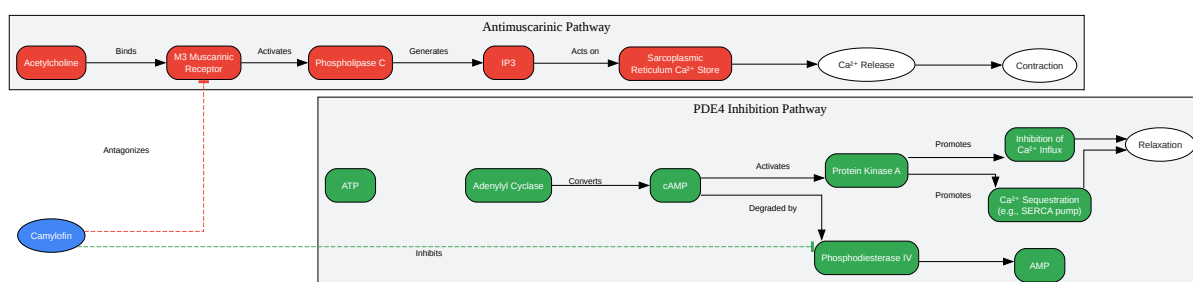 Antimuscarinic Pathway
Binds
Activates
Generates
Acts on
Acetylcholine
M3 Muscarinic
Receptor
Phospholipase C
IP3
Sarcoplasmic
Reticulum Ca²⁺ Store
Ca²⁺ Release
Contraction
PDE4 Inhibition Pathway
Antagonizes
ATP
Adenylyl Cyclase
Converts
cAMP
Activates
Degraded by
Protein Kinase A
Promotes
Promotes
Inhibition of
Ca²⁺ Influx
Relaxation
Ca²⁺ Sequestration
(e.g., SERCA pump)
Camylofin
Inhibits
Phosphodiesterase IV
AMP